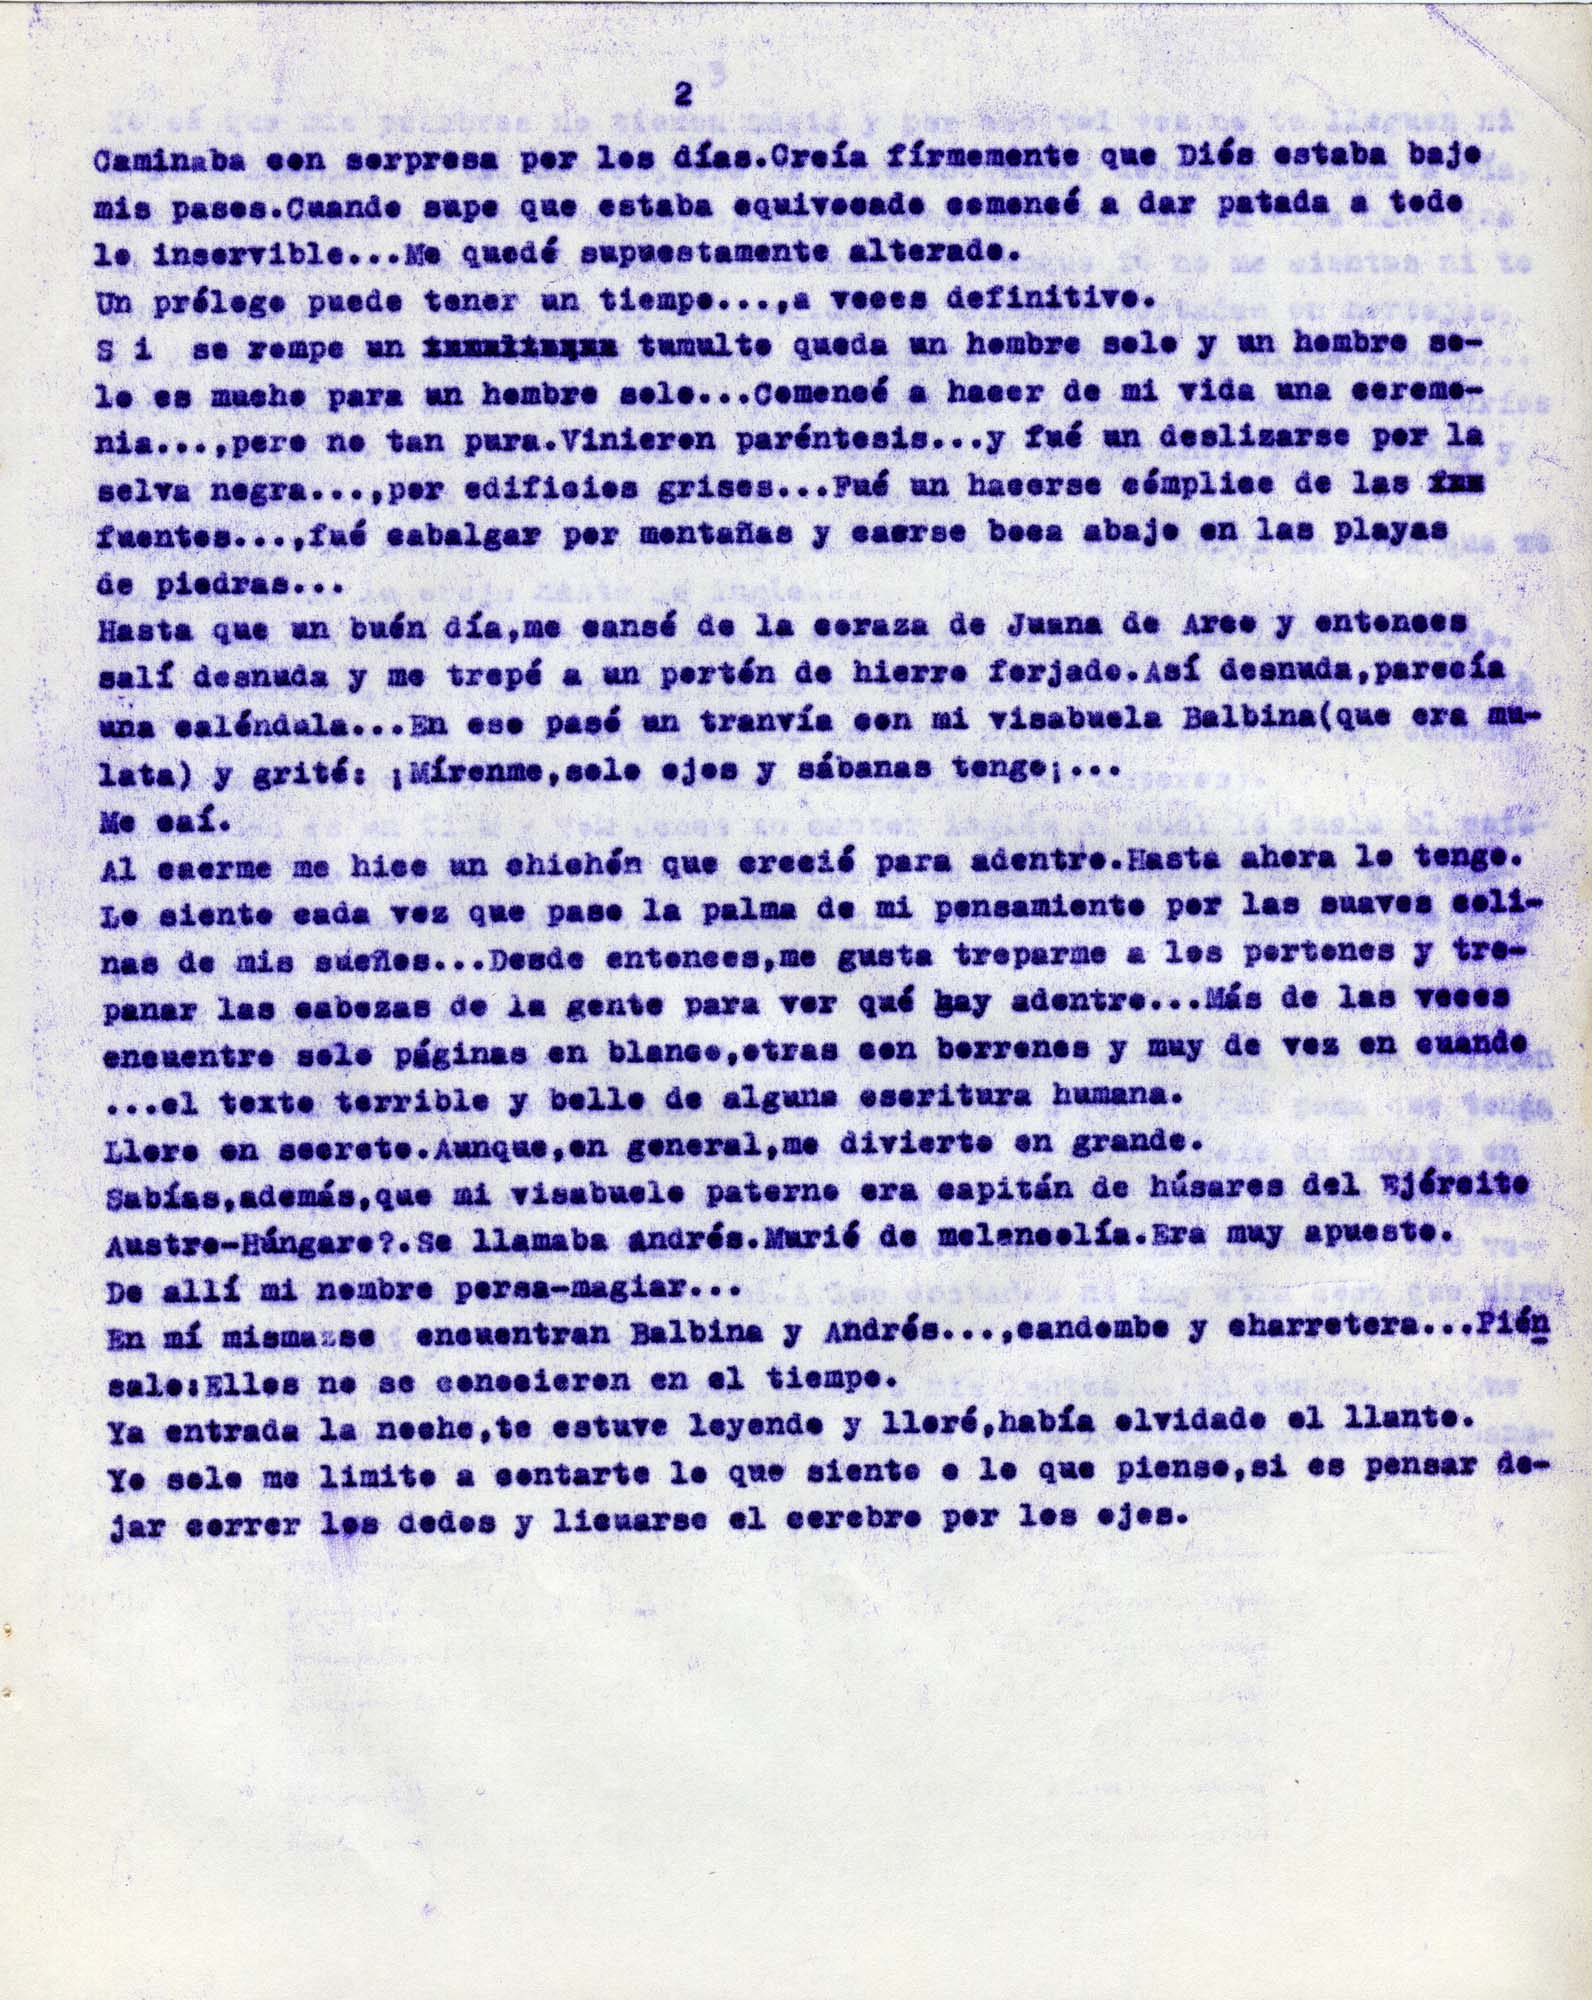 2
Caminaba con sorpresa por los días.Creía fírmemente que Diós estaba bajo
mis pasos.Cuando supe que estaba equivocado comencé a dar patada a todo
lo inservible...Me quedé supuestamente alterado.
Un prólogo puede tener un tiempo...,a veces definitivo.
S i se rompe un tumulto queda un hombre solo y un hombre so-
lo es mucho para un hombre solo...Comencé a hacer de mi vida una ceremo-
nia...,pero no tan pura.Vinieron paréntesis...y fué un deslizarse por la
selva negra...,por edificios grises...Fué un hacerse cómplice de las fxx
fuentes...,fué cabalgar por montañas y caerse boca abajo en las playas
de piedras...
Hasta que un buén día,me cansé de la coraza de Juana de Arco y entonces
salí desnuda y me trepé a un portón de hierro forjado.Así desnuda,parecía
una caléndula...En eso pasó un tranvía con mi visabuela Balbina(que era mu-
lata) y grité: ¡Mírenme,solo ojos y sábanas tengo¡...
Me caí.
Al caerme me hice un chichón que creció para adentro.Hasta ahora lo tengo.
Lo siento cada vez que paso la palma de mi pensamiento por las suaves coli-
nas de mis sueños...Desde entonces,me gusta treparme a los portones y tre-
panar las cabezas de la gente para ver qué hay adentro...Más de las veces
encuentro solo páginas en blanco,otras con borrones y muy de vez en cuando
...el texto terrible y bello de alguna escritura humana.
Lloro en secreto.Aunque,en general,me divierto en grande.
Sabías,además,que mi visabuelo paterno era capitán de húsares del Ejército
Austro-Húngaro?.Se llamaba Andrés.Murió de melancolía.Era muy apuesto.
De allí mi nombre persa-magiar...
En mí mismaxse encuentran Balbina y Andrés...,candombe y charretera...Pién
salo:Ellos no se conocieron en el tiempo.
Ya entrada la noche,te estuve leyendo y lloré,había olvidado el llanto.
Yo solo me limito a contarte lo que siento o lo que pienso,si es pensar de-
jar correr los dedos y licuarse el cerebro por los ojos.